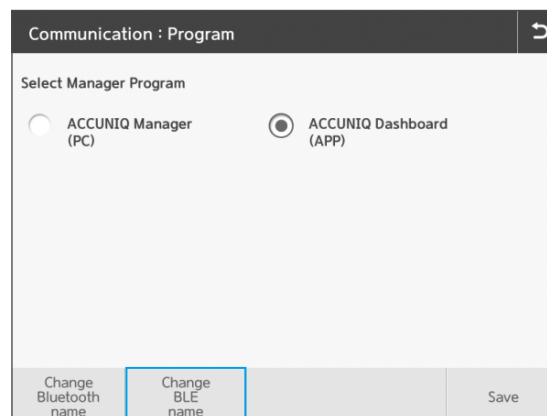 Communication : Program
Select Manager Program
ACCUNIQ Manager
(PC)
ACCUNIQ Dashboard
(APP)
Change
Bluetooth
name
Change
BLE
name
Save